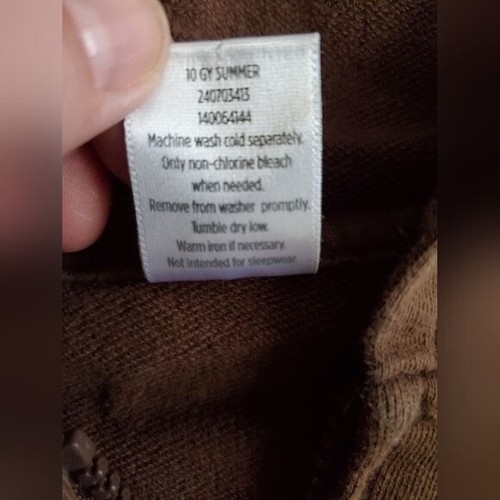 10 GY SUMMER
240703413
140064144
Machine wash cold separately.
Only non-chlorine bleach
when needed.
Remove from washer promptly.
Tumble dry low.
Warm iron if necessary.
Not intended for sleepwear.